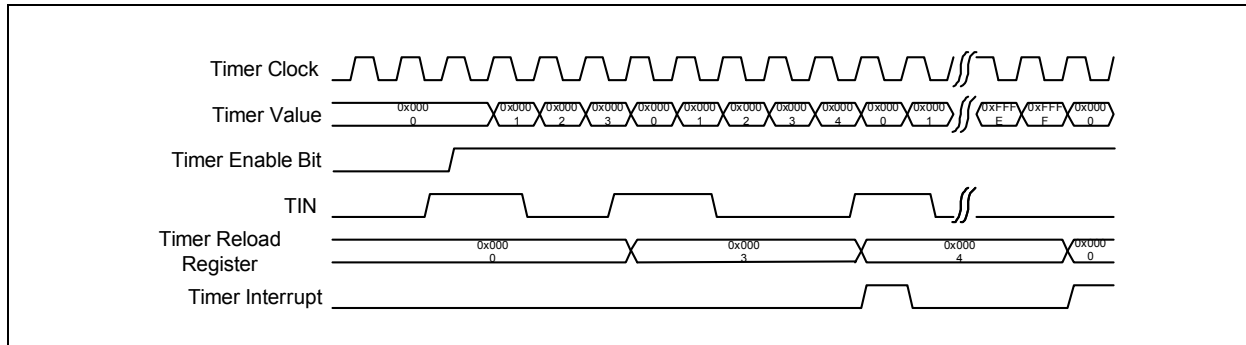 Timer Clock
Timer Value
0x000 0x000 0x000 0x000 0x000 0x000 0x000 0x000 0x000 0x000 0x000 0xFFF 0xFFF 0x000
0 1 2 3 0 1 2 3 4 0 1 E F 0
Timer Enable Bit
TIN
Timer Reload
Register
0x000 0x000 0x000 0x000
0 3 4 0
Timer Interrupt